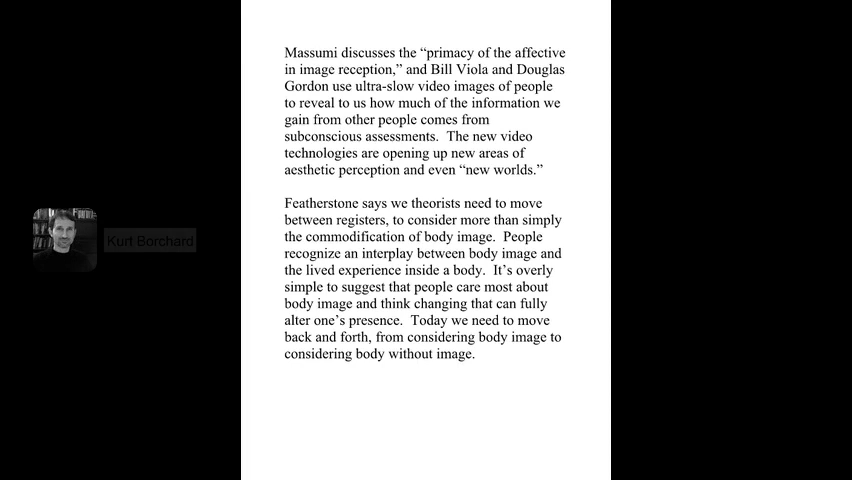 Massumi discusses the “primacy of the affective
in image reception,” and Bill Viola and Douglas
Gordon use ultra-slow video images of people
to reveal to us how much of the information we
gain from other people comes from
subconscious assessments.  The new video
technologies are opening up new areas of
aesthetic perception and even “new worlds.”
Featherstone says we theorists need to move
between registers, to consider more than simply
the commodification of body image.  People
recognize an interplay between body image and
the lived experience inside a body.  It’s overly
simple to suggest that people care most about
body image and think changing that can fully
alter one’s presence.  Today we need to move
back and forth, from considering body image to
considering body without image.
Kurt Borchard